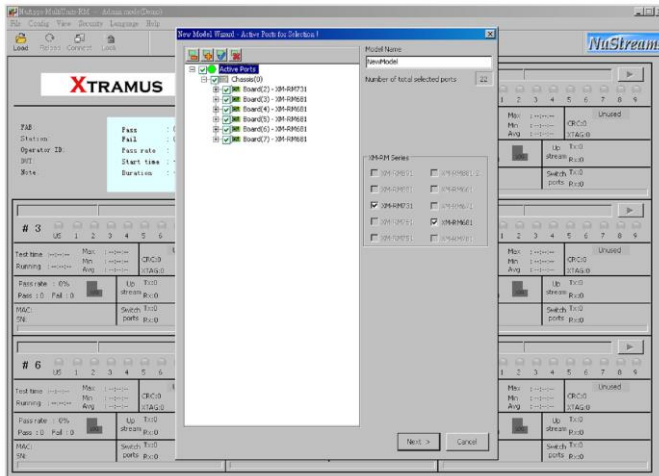 File Config View Security Language Help
Load Period Connect Lock
NuStreams
XTRAMUS
FAB:
Station:
Operator ID:
DUT
Note
Pass
Fail
Pass rate
Start time
Duration
New Model Wizard - Active Ports for Selection !
Active Ports
Chassis(0)
Board(2) - XM-RM731
Board(4) - XM-RM681
Board(5) - XM-RM681
Board(6) - XM-RM681
Board(7) - XM-RM681
Model Name
NewModel
Number of total selected ports 22
XM-RM Series
XM-RM731
XM-RM681
Next >
Cancel
1 2 3 4 5 6 7 8 9
Max
Min
Avg
CRC:0
XTAG:0
Unused
Up stream Tx:0
Rx:0
Switch ports Tx:0
Rx:0
# 3
US 1 2 3 4 5 6
Test time
Running
Max
Min
Avg
CRC:0
XTAG:0
Pass rate : 0%
Pass : 0 Fail : 0
Up stream Tx:0
Rx:0
MAC:
SN:
Switch ports Tx:0
Rx:0
1 2 3 4 5 6 7 8 9
Max
Min
Avg
CRC:0
XTAG:0
Unused
Up stream Tx:0
Rx:0
Switch ports Tx:0
Rx:0
# 6
US 1 2 3 4 5 6
Test time
Running
Max
Min
Avg
CRC:0
XTAG:0
Pass rate : 0%
Pass : 0 Fail : 0
Up stream Tx:0
Rx:0
MAC:
SN:
Switch ports Tx:0
Rx:0
1 2 3 4 5 6 7 8 9
Max
Min
Avg
CRC:0
XTAG:0
Unused
Up stream Tx:0
Rx:0
Switch ports Tx:0
Rx:0